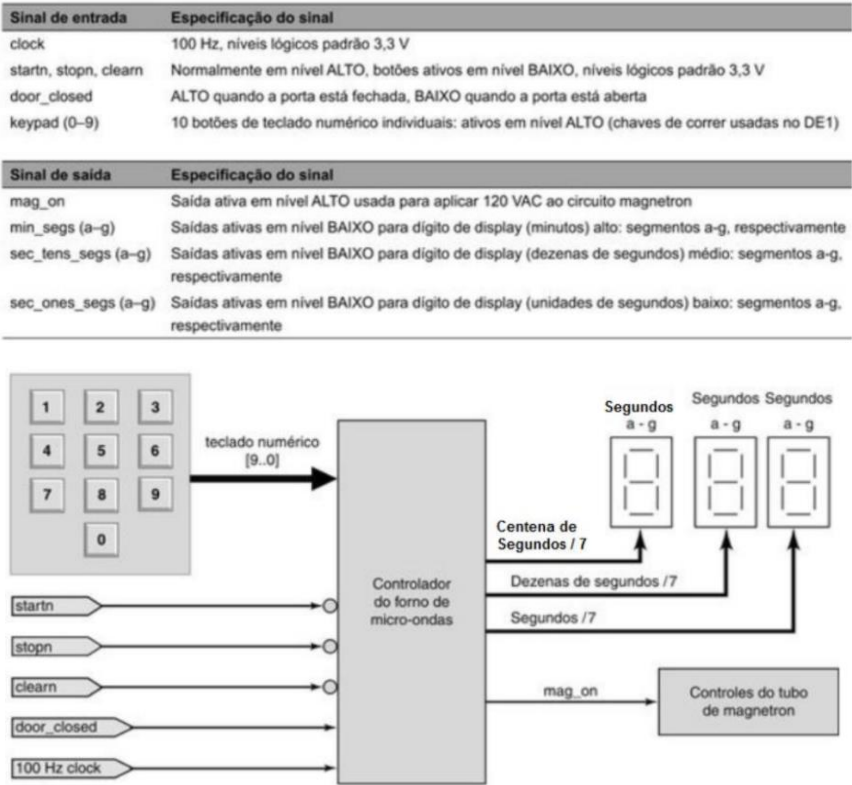 Sinal de entrada Especificação do sinal
clock 100 Hz, níveis lógicos padrão 3,3 V
startn, stopn, clearn Normalmente em nível ALTO, botões ativos em nível BAIXO, níveis lógicos padrão 3,3 V
door_closed ALTO quando a porta está fechada, BAIXO quando a porta está aberta
keypad (0–9) 10 botões de teclado numérico individuais: ativos em nível ALTO (chaves de correr usadas no DE1)
Sinal de saída Especificação do sinal
mag_on Saída ativa em nível ALTO usada para aplicar 120 VAC ao circuito magnetron
min_segs (a–g) Saídas ativas em nível BAIXO para dígito de display (minutos) alto: segmentos a-g, respectivamente
sec_tens_segs (a–g) Saídas ativas em nível BAIXO para dígito de display (dezenas de segundos) médio: segmentos a-g,
respectivamente
sec_ones_segs (a–g) Saídas ativas em nível BAIXO para dígito de display (unidades de segundos) baixo: segmentos a-g,
respectivamente
1 2 3
4 5 6
7 8 9
0
teclado numérico
[9..0]
Segundos Segundos Segundos
a - g a - g a - g
Centena de
Segundos / 7
Dezenas de segundos /7
Segundos /7
Controlador
do forno de
micro-ondas
startn
stopn
clearn
door_closed
100 Hz clock
mag_on
Controles do tubo
de magnetron